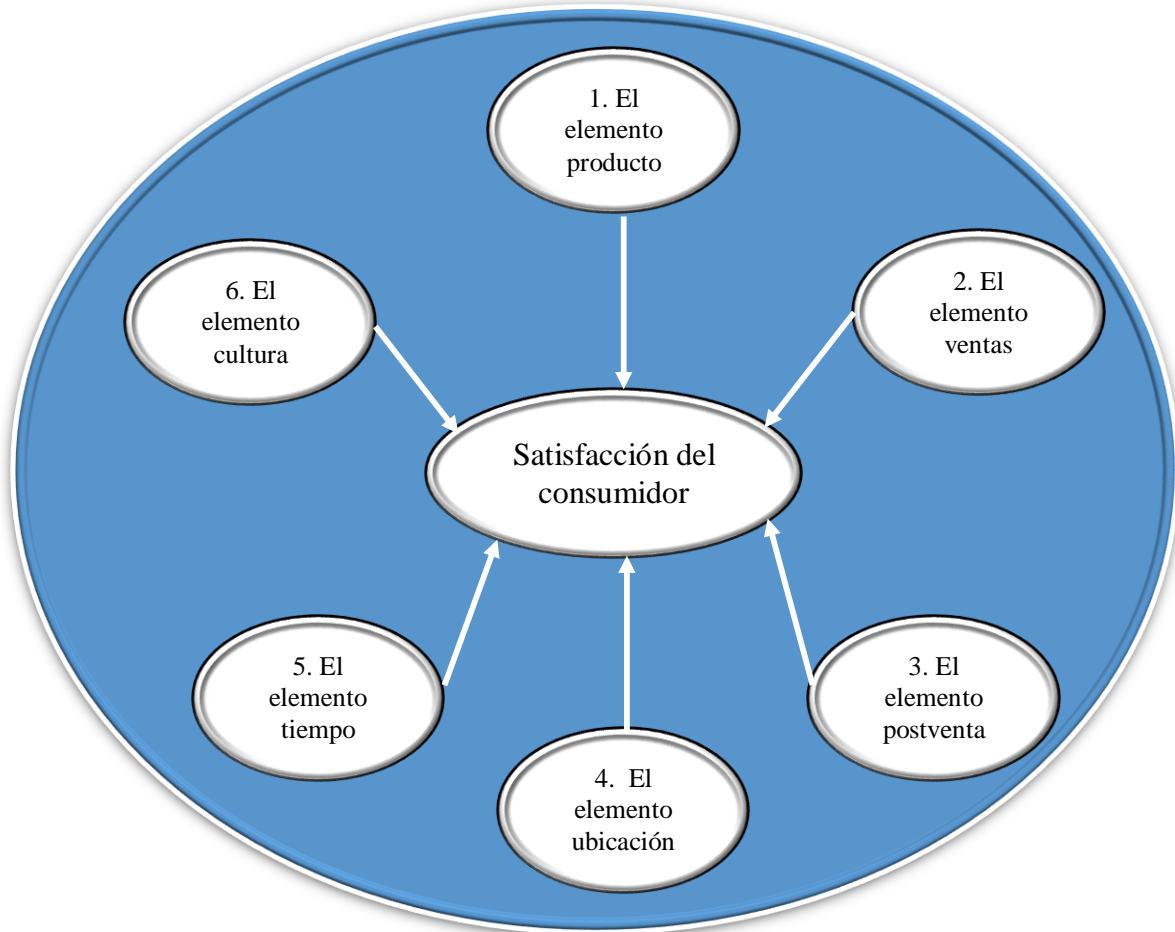 1. El
elemento
producto
2. El
elemento
ventas
3. El
elemento
postventa
4. El
elemento
ubicación
5. El
elemento
tiempo
6. El
elemento
cultura
Satisfacción del
consumidor